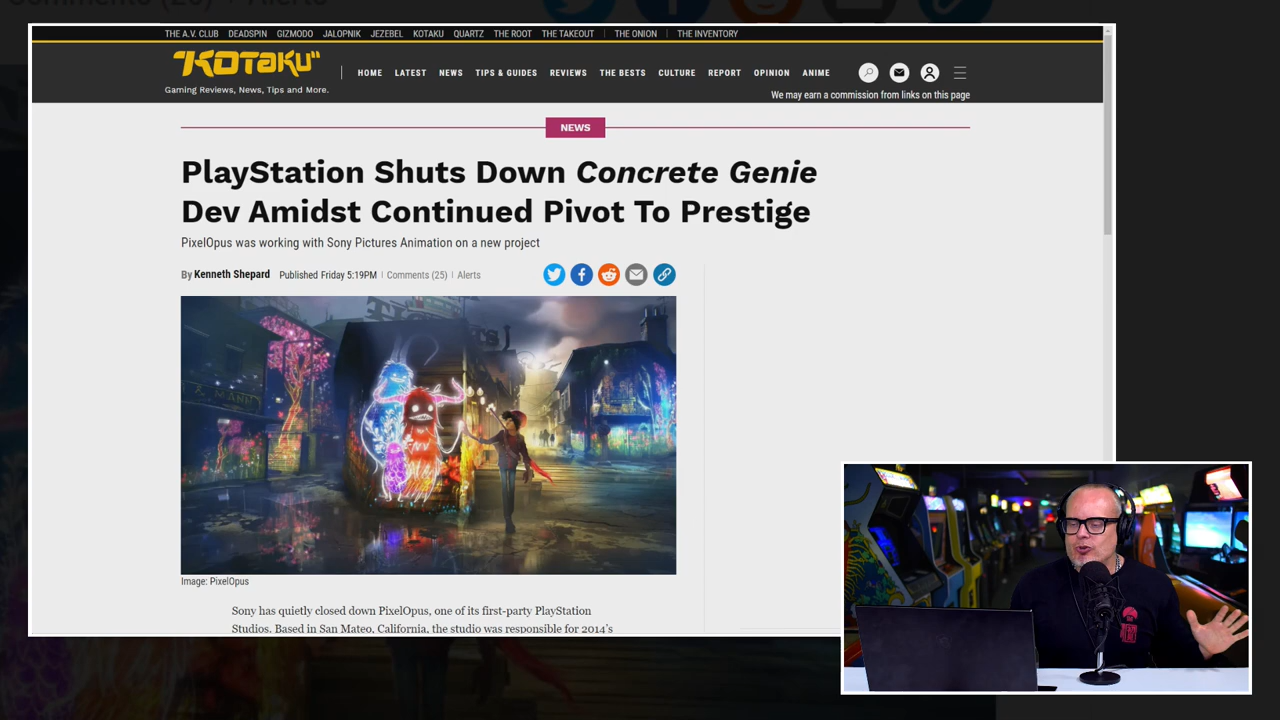 Comments (25) Alerts
THE A.V. CLUB DEADSPIN GIZMODO JALOPNIK JEZEBEL KOTAKU QUARTZ THE ROOT THE TAKEOUT | THE ONION | THE INVENTORY
"KOTAKU"
Gaming Reviews, News, Tips and More.
HOME LATEST NEWS TIPS & GUIDES REVIEWS THE BESTS CULTURE REPORT OPINION ANIME
We may earn a commission from links on this page
NEWS
PlayStation Shuts Down Concrete Genie
Dev Amidst Continued Pivot To Prestige
PixelOpus was working with Sony Pictures Animation on a new project
By Kenneth Shepard Published Friday 5:19PM | Comments (25) | Alerts
Image: PixelOpus
Sony has quietly closed down PixelOpus, one of its first-party PlayStation
Studios. Based in San Mateo, California, the studio was responsible for 2014's